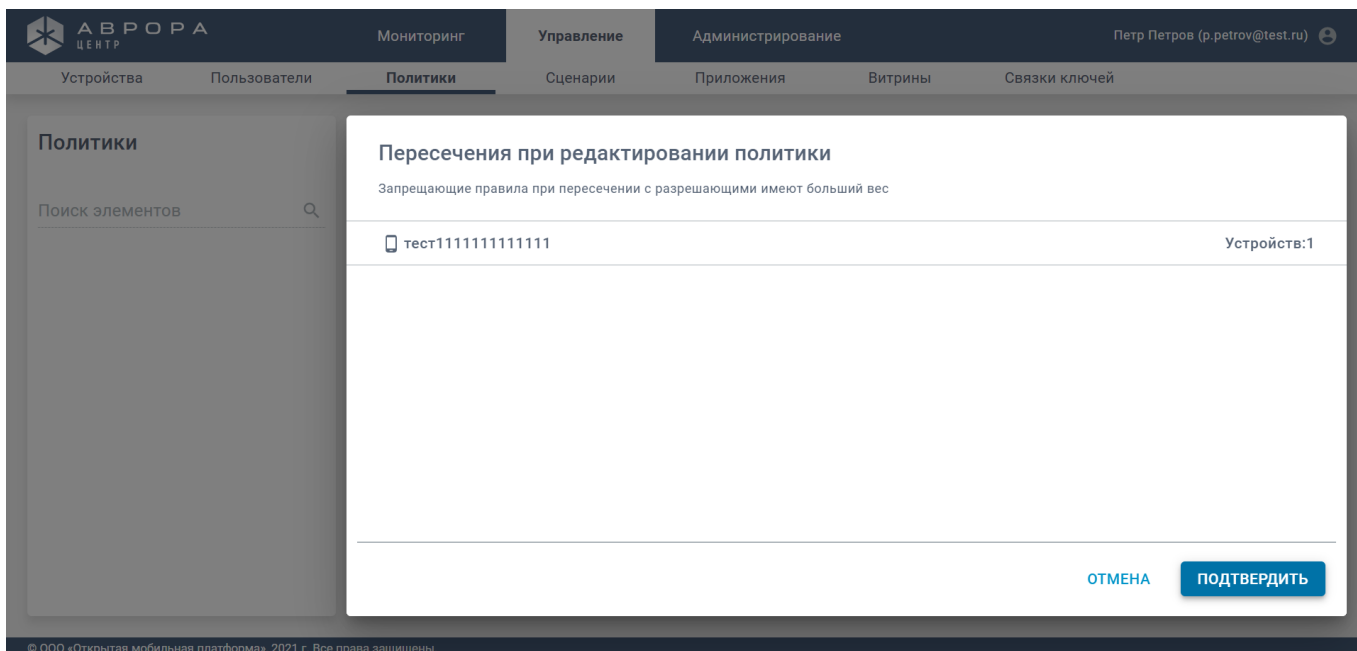 АВРОРА
ЦЕНТР
Мониторинг Управление Администрирование Петр Петров (p.petrov@test.ru)
Устройства Пользователи Политики Сценарии Приложения Витрины Связки ключей
Политики
Поиск элементов
Пересечения при редактировании политики
Запрещающие правила при пересечении с разрешающими имеют больший вес
тест1111111111111 Устройств:1
ОТМЕНА ПОДТВЕРДИТЬ
© ООО «Открытая мобильная платформа», 2021 г. Все права защищены